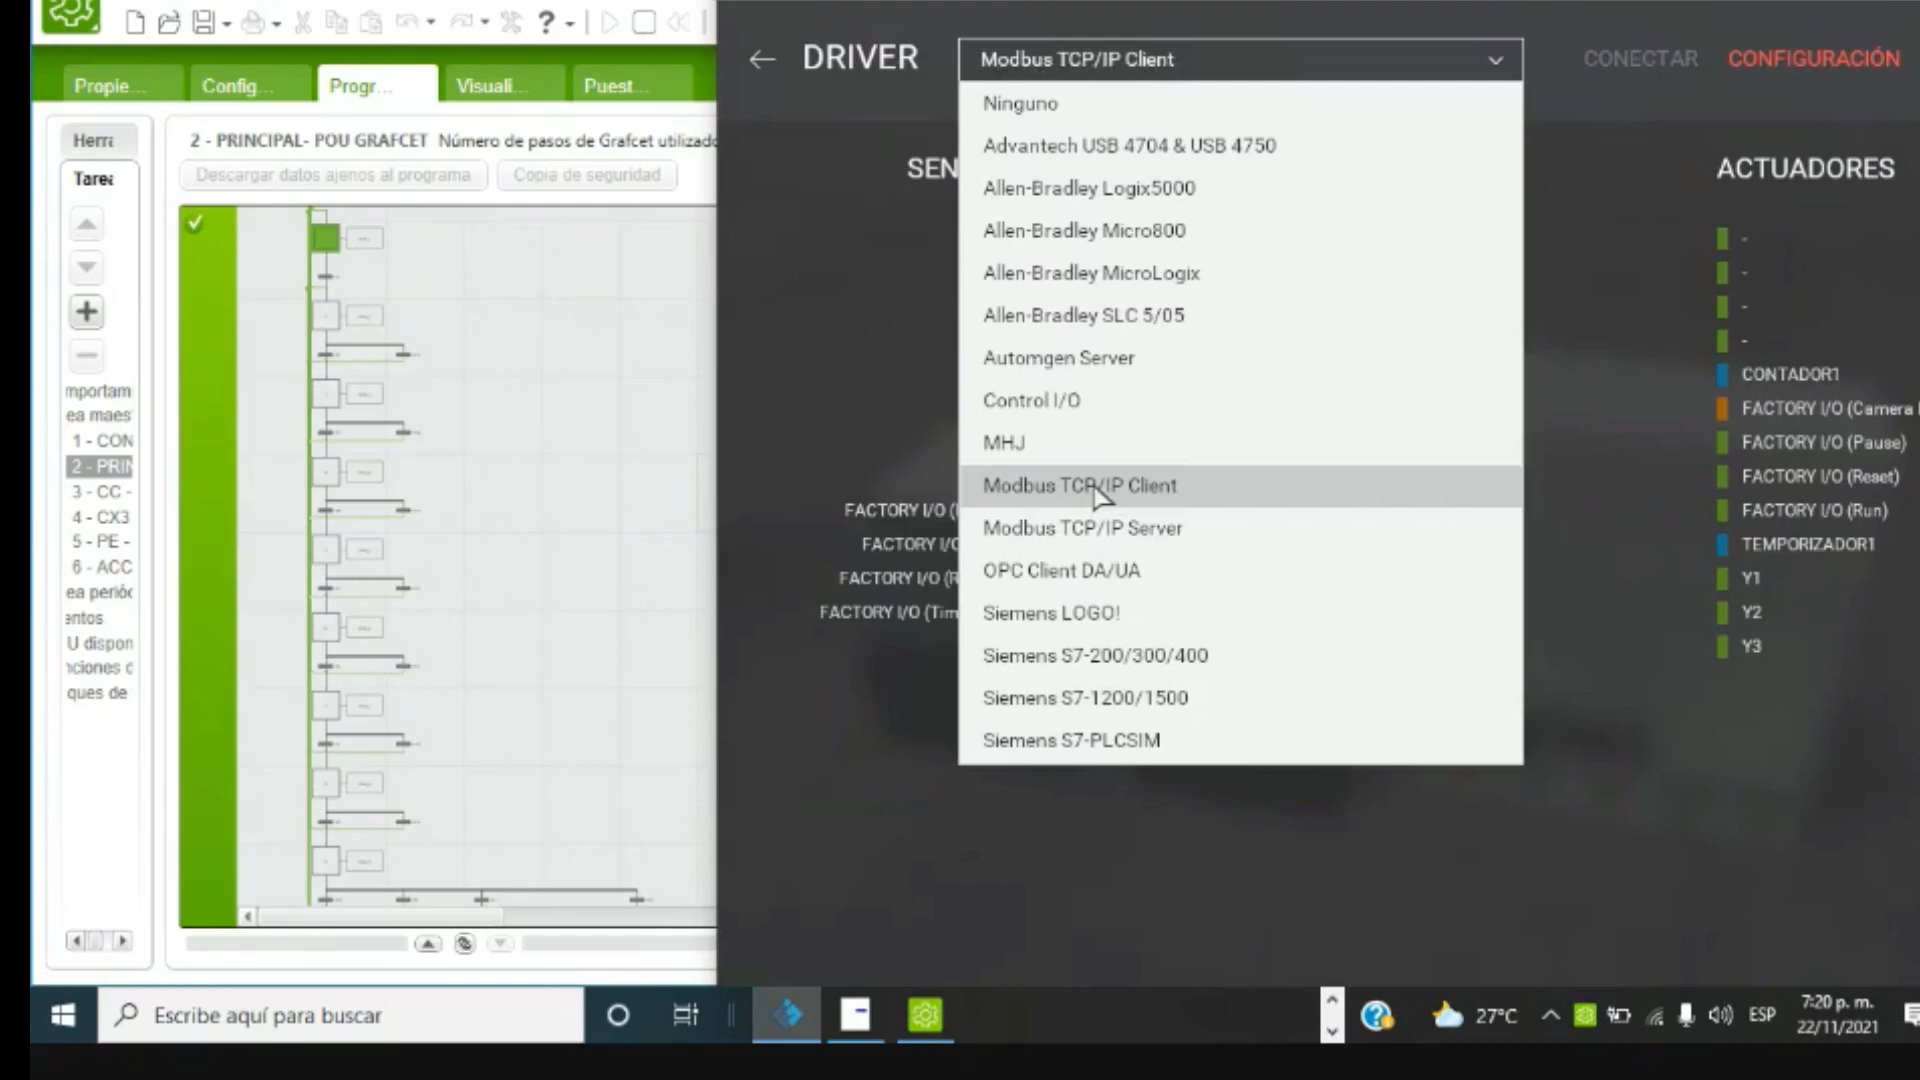 Propie...
Config...
Progr...
Visuali...
Puest...
Herra
Tarea
mportam
ea maes
1 - CON
2 - PRIN
3 - CC -
4 - CX3
5 - PE -
6 - ACC
ea periód
entos
U dispon
nciones d
ques de
2 - PRINCIPAL- POU GRAFCET Número de pasos de Grafcet utilizado
Descargar datos ajenos al programa
Copia de seguridad
DRIVER
Modbus TCP/IP Client
CONECTAR
CONFIGURACIÓN
Ninguno
Advantech USB 4704 & USB 4750
Allen-Bradley Logix5000
Allen-Bradley Micro800
Allen-Bradley MicroLogix
Allen-Bradley SLC 5/05
Automgen Server
Control I/O
MHJ
Modbus TCP/IP Client
Modbus TCP/IP Server
OPC Client DA/UA
Siemens LOGO!
Siemens S7-200/300/400
Siemens S7-1200/1500
Siemens S7-PLCSIM
SEN
FACTORY I/O (
FACTORY I/O
FACTORY I/O (R
FACTORY I/O (Tim
ACTUADORES
-
-
-
-
CONTADOR1
FACTORY I/O (Camera
FACTORY I/O (Pause)
FACTORY I/O (Reset)
FACTORY I/O (Run)
TEMPORIZADOR1
Y1
Y2
Y3
Escribe aquí para buscar
27°C
ESP
7:20 p. m.
22/11/2021